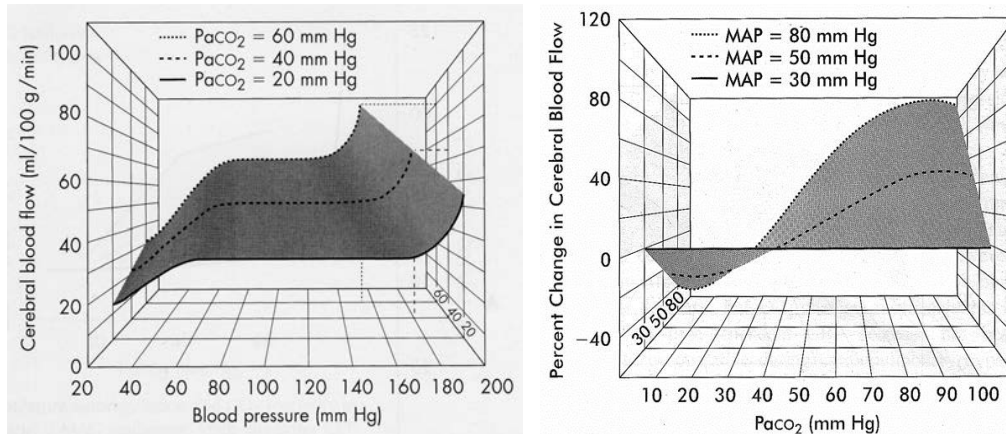 100
80
60
40
20
0
Cerebral blood flow (ml/100 g/min)
PaCO₂ = 60 mm Hg
PaCO₂ = 40 mm Hg
PaCO₂ = 20 mm Hg
60
40
20
20 40 60 80 100 120 140 160 180 200
Blood pressure (mm Hg)
120
80
40
0
−40
Percent Change in Cerebral Blood Flow
MAP = 80 mm Hg
MAP = 50 mm Hg
MAP = 30 mm Hg
30 50 80
10 20 30 40 50 60 70 80 90 100
PaCO₂ (mm Hg)